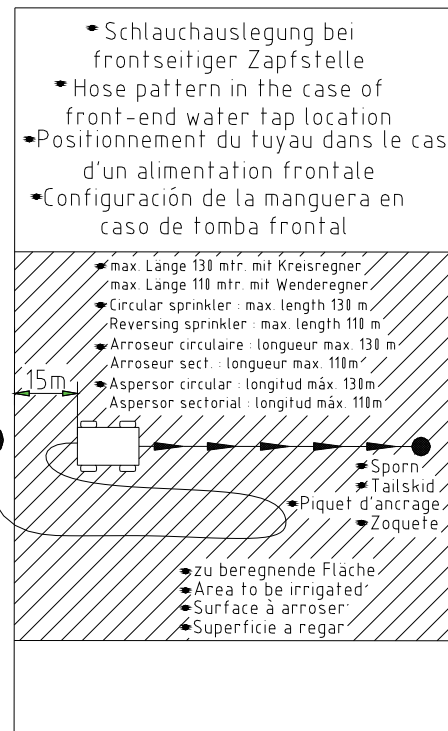 Schlauchauslegung bei
frontseitiger Zapfstelle
Hose pattern in the case of
front-end water tap location
Positionnement du tuyau dans le cas
d'un alimentation frontale
Configuración de la manguera en
caso de tomba frontal
max. Länge 130 mtr. mit Kreisregner
max. Länge 110 mtr. mit Wenderegner
Circular sprinkler : max. length 130 m
Reversing sprinkler : max. length 110 m
Arroseur circulaire : longueur max. 130 m
Arroseur sect. : longueur max. 110m
Aspersor circular : longitud máx. 130m
Aspersor sectorial : longitud máx. 110m
15m
Sporn
Tailskid
Piquet d'ancrage
Zoquete
zu beregnende Fläche
Area to be irrigated
Surface à arroser
Superficie a regar